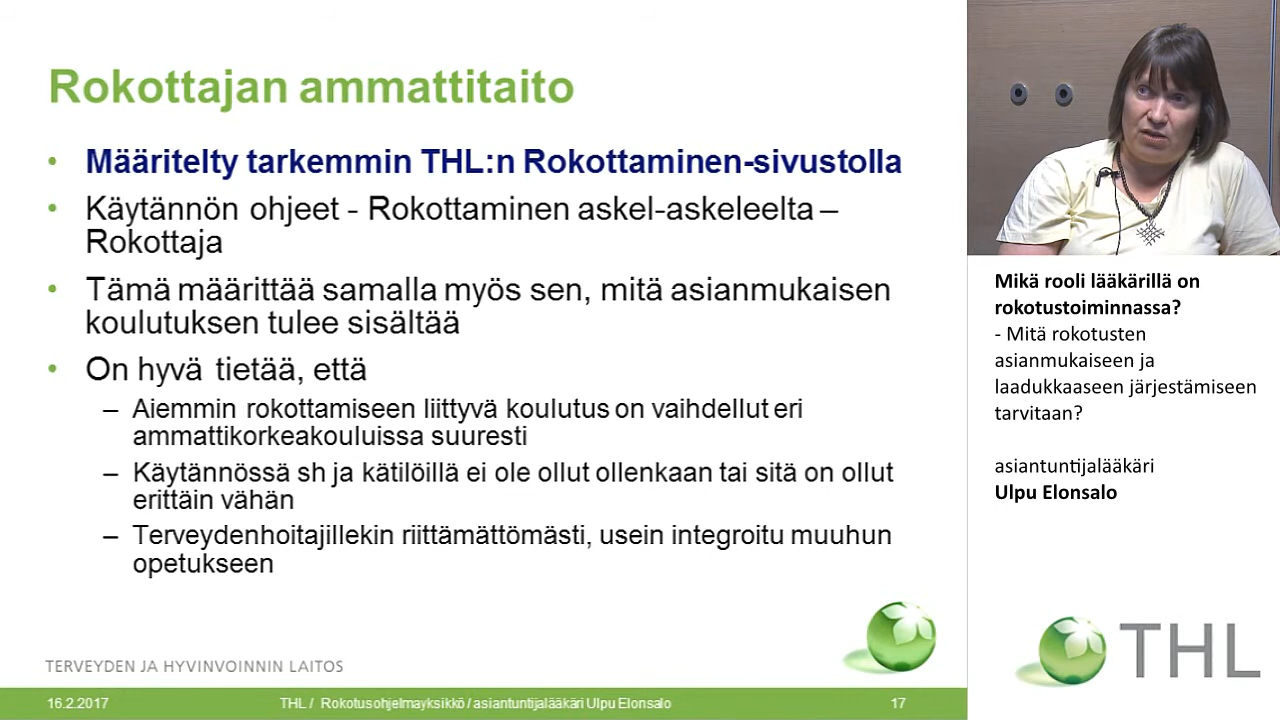 Rokottajan ammattitaito
• Määritelty tarkemmin THL:n Rokottaminen-sivustolla
• Käytännön ohjeet - Rokottaminen askel-askeleelta –
Rokottaja
• Tämä määrittää samalla myös sen, mitä asianmukaisen
koulutuksen tulee sisältää
• On hyvä tietää, että
– Aiemmin rokottamiseen liittyvä koulutus on vaihdellut eri
ammattikorkeakouluissa suuresti
– Käytännössä sh ja kätilöillä ei ole ollut ollenkaan tai sitä on ollut
erittäin vähän
– Terveydenhoitajillekin riittämättömästi, usein integroitu muuhun
opetukseen
TERVEYDEN JA HYVINVOINNIN LAITOS
16.2.2017
THL / Rokotusohjelmayksikkö / asiantuntijalääkäri Ulpu Elonsalo
17
Mikä rooli lääkärillä on
rokotustoiminnassa?
- Mitä rokotusten
asianmukaiseen ja
laadukkaaseen järjestämiseen
tarvitaan?
asiantuntijalääkäri
Ulpu Elonsalo
THL